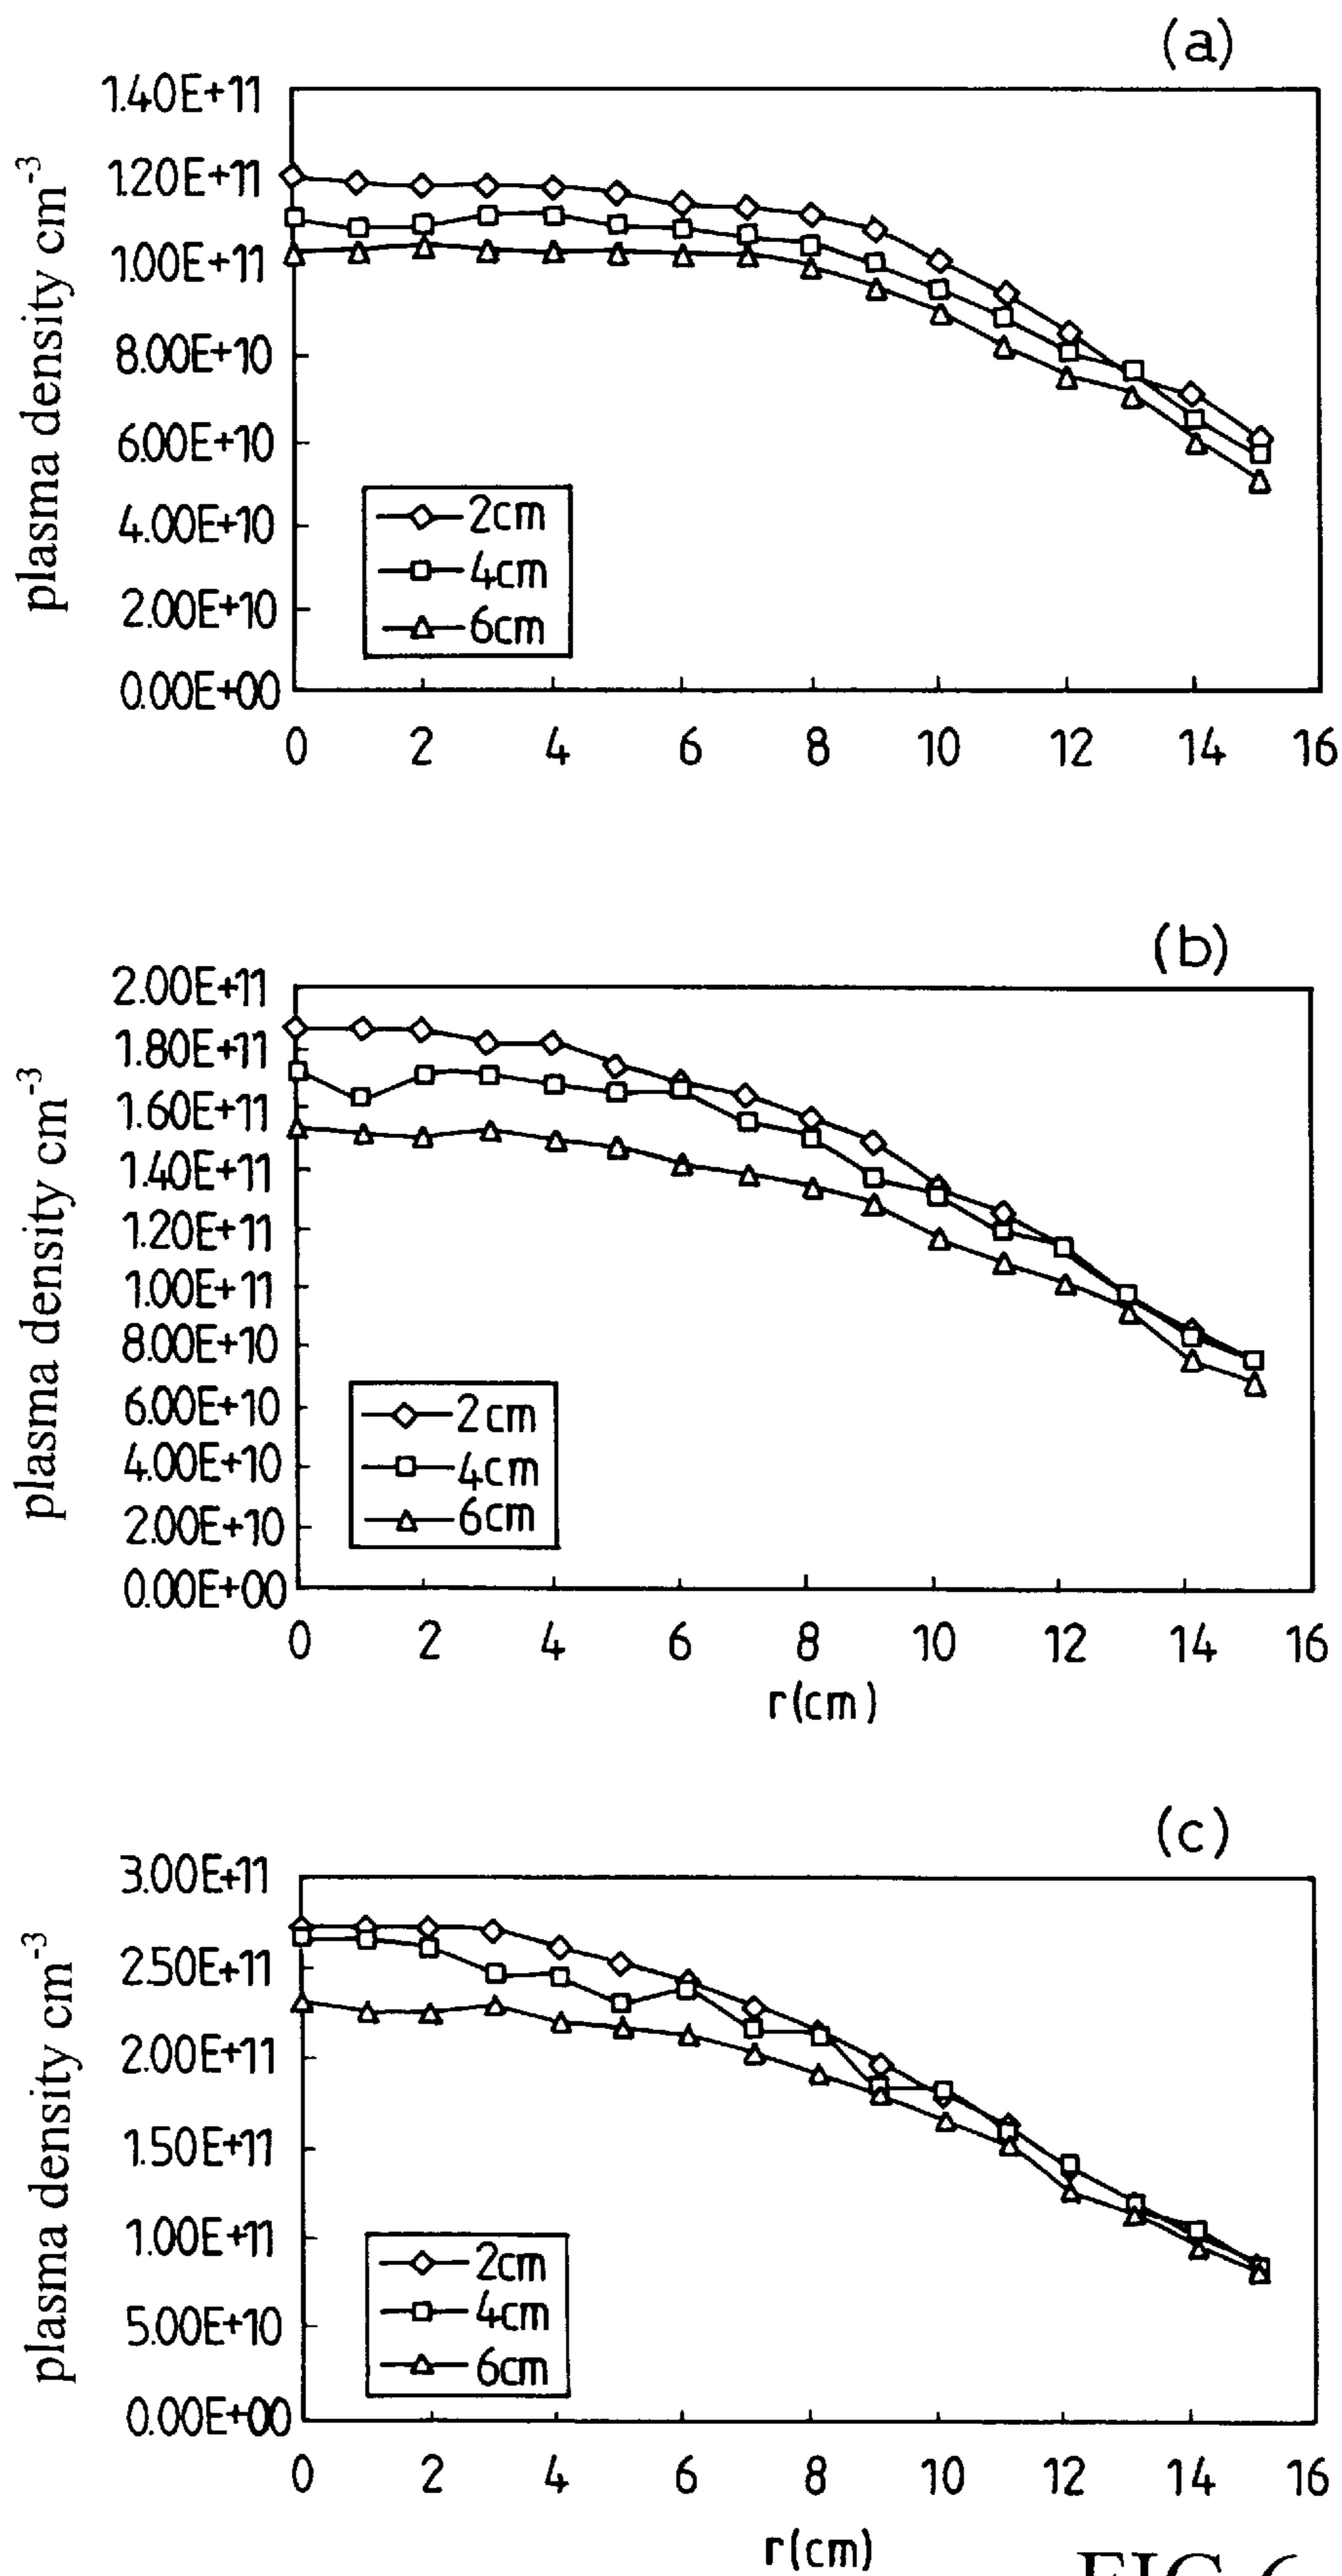 (a)
plasma density cm-3
1.40E+11
1.20E+11
1.00E+11
8.00E+10
6.00E+10
4.00E+10
2.00E+10
0.00E+00
2cm
4cm
6cm
0 2 4 6 8 10 12 14 16
(b)
plasma density cm-3
2.00E+11
1.80E+11
1.60E+11
1.40E+11
1.20E+11
1.00E+11
8.00E+10
6.00E+10
4.00E+10
2.00E+10
0.00E+00
2cm
4cm
6cm
0 2 4 6 8 10 12 14 16
r(cm)
(c)
plasma density cm-3
3.00E+11
2.50E+11
2.00E+11
1.50E+11
1.00E+11
5.00E+10
0.00E+00
2cm
4cm
6cm
0 2 4 6 8 10 12 14 16
r(cm)